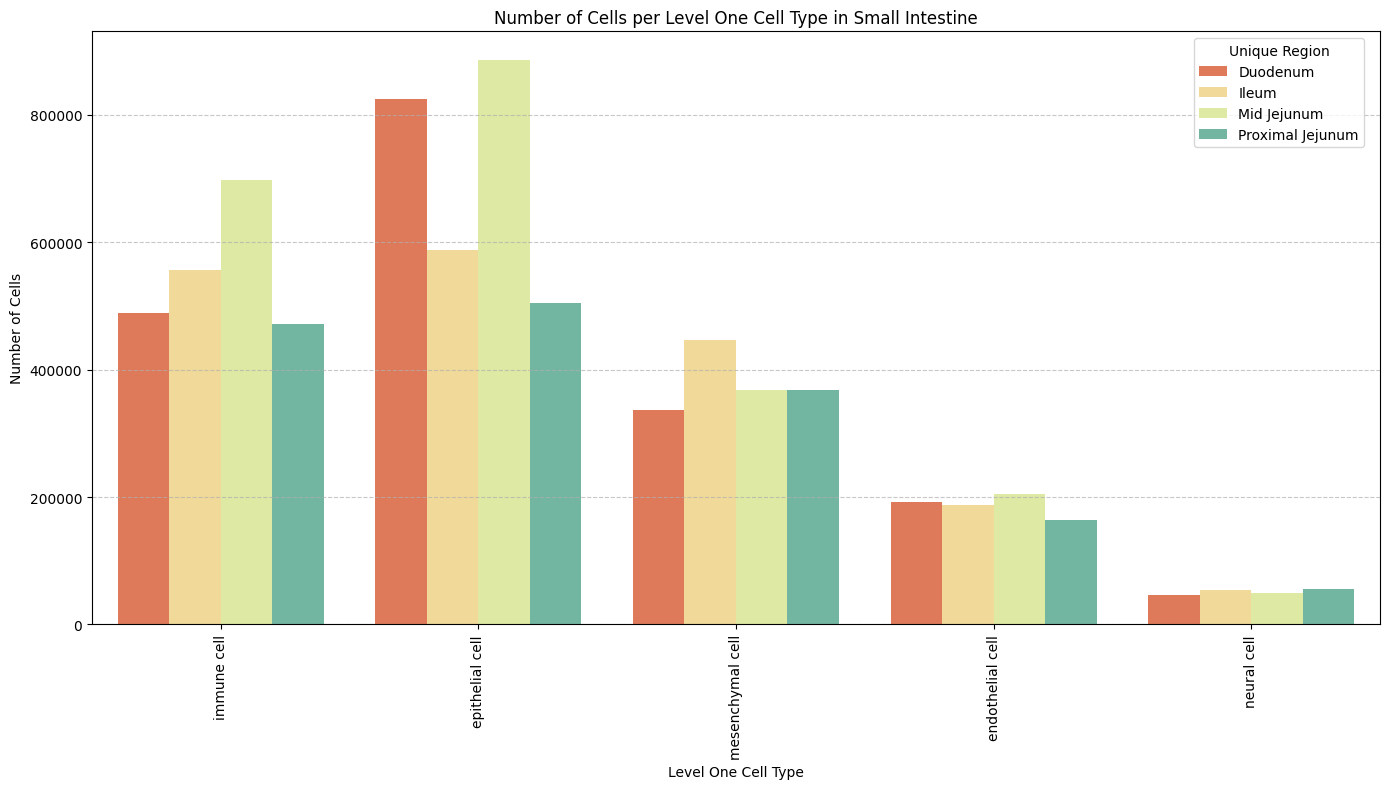 Number of Cells per Level One Cell Type in Small Intestine
Unique Region
Duodenum
Ileum
Mid Jejunum
Proximal Jejunum
Number of Cells
800000
600000
400000
200000
0
immune cell
epithelial cell
mesenchymal cell
endothelial cell
neural cell
Level One Cell Type